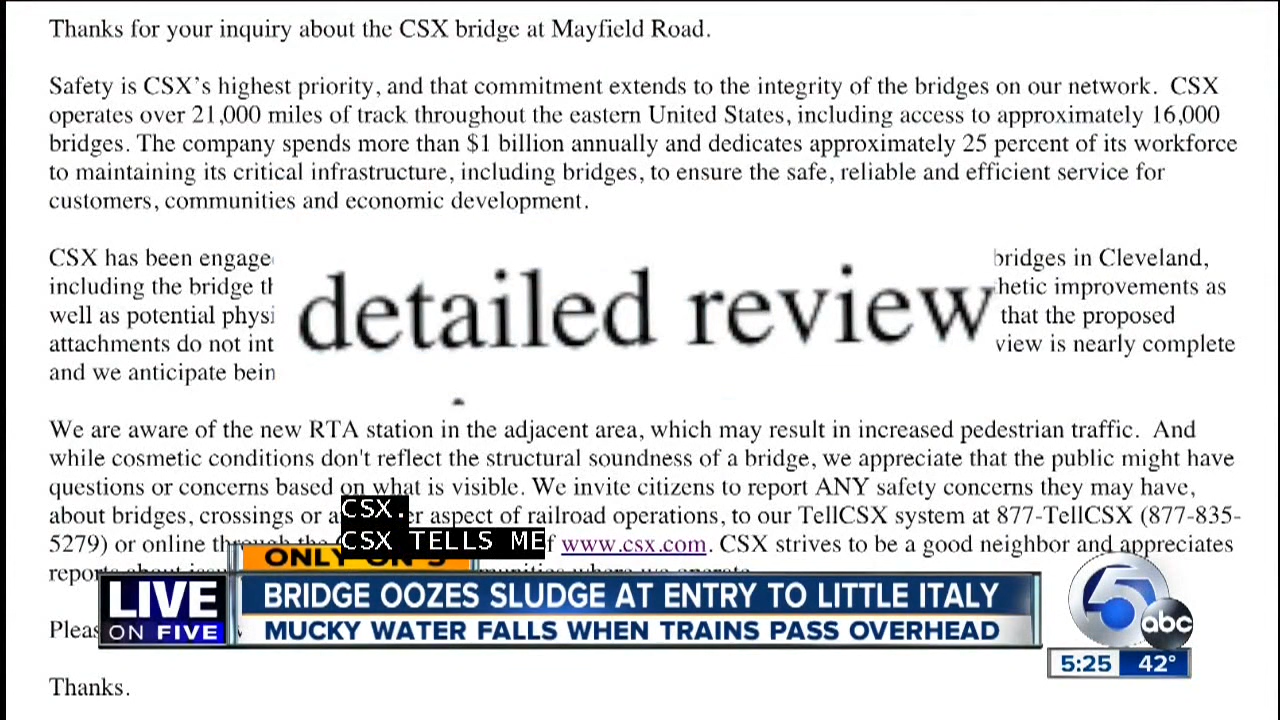 Thanks for your inquiry about the CSX bridge at Mayfield Road.
Safety is CSX's highest priority, and that commitment extends to the integrity of the bridges on our network. CSX
operates over 21,000 miles of track throughout the eastern United States, including access to approximately 16,000
bridges. The company spends more than $1 billion annually and dedicates approximately 25 percent of its workforce
to maintaining its critical infrastructure, including bridges, to ensure the safe, reliable and efficient service for
customers, communities and economic development.
CSX has been engage bridges in Cleveland,
including the bridge hetic improvements as
detailed review
well as potential physi that the proposed
attachments do not int view is nearly complete
and we anticipate bein
We are aware of the new RTA station in the adjacent area, which may result in increased pedestrian traffic. And
while cosmetic conditions don't reflect the structural soundness of a bridge, we appreciate that the public might have
questions or concerns based on what is visible. We invite citizens to report ANY safety concerns they may have,
about bridges, crossings or a er aspect of railroad operations, to our TellCSX system at 877-TellCSX (877-835-
CSX.
5279) or online through the f www.csx.com. CSX strives to be a good neighbor and appreciates
CSX TELLS ME
ONLY ON 5
LIVE
ON FIVE
BRIDGE OOZES SLUDGE AT ENTRY TO LITTLE ITALY
MUCKY WATER FALLS WHEN TRAINS PASS OVERHEAD
5 abc
5:25 42°
Thanks.